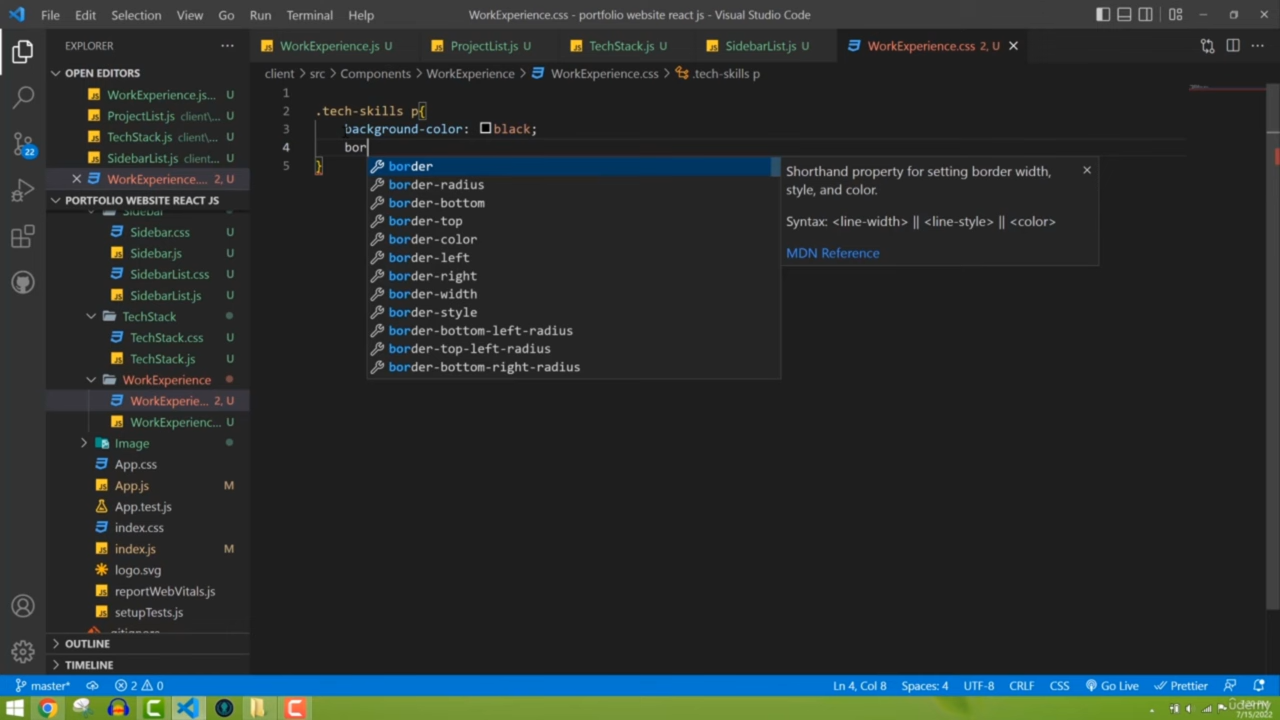 File Edit Selection View Go Run Terminal Help WorkExperience.css - portfolio website react js - Visual Studio Code
EXPLORER
WorkExperience.js U ProjectList.js U TechStack.js U SidebarList.js U WorkExperience.css 2, U
OPEN EDITORS
WorkExperience.js... U
ProjectList.js client\... U
TechStack.js client\... U
SidebarList.js client... U
WorkExperience.... 2, U
PORTFOLIO WEBSITE REACT JS
Sidebar
Sidebar.css U
Sidebar.js U
SidebarList.css U
SidebarList.js U
TechStack
TechStack.css U
TechStack.js U
WorkExperience
WorkExperie... 2, U
WorkExperienc... U
Image
App.css
App.js M
App.test.js
index.css
index.js M
logo.svg
reportWebVitals.js
setupTests.js
.gitignore
OUTLINE
TIMELINE
22
client > src > Components > WorkExperience > WorkExperience.css > .tech-skills p
1
2 .tech-skills p{
3 background-color: black;
4 bor
5 }
border
border-radius
border-bottom
border-top
border-color
border-left
border-right
border-width
border-style
border-bottom-left-radius
border-top-left-radius
border-bottom-right-radius
Shorthand property for setting border width,
style, and color.
Syntax: <line-width> || <line-style> || <color>
MDN Reference
master* 2 0 Ln 4, Col 8 Spaces: 4 UTF-8 CRLF CSS Go Live Prettier
udemy
7/15/2022